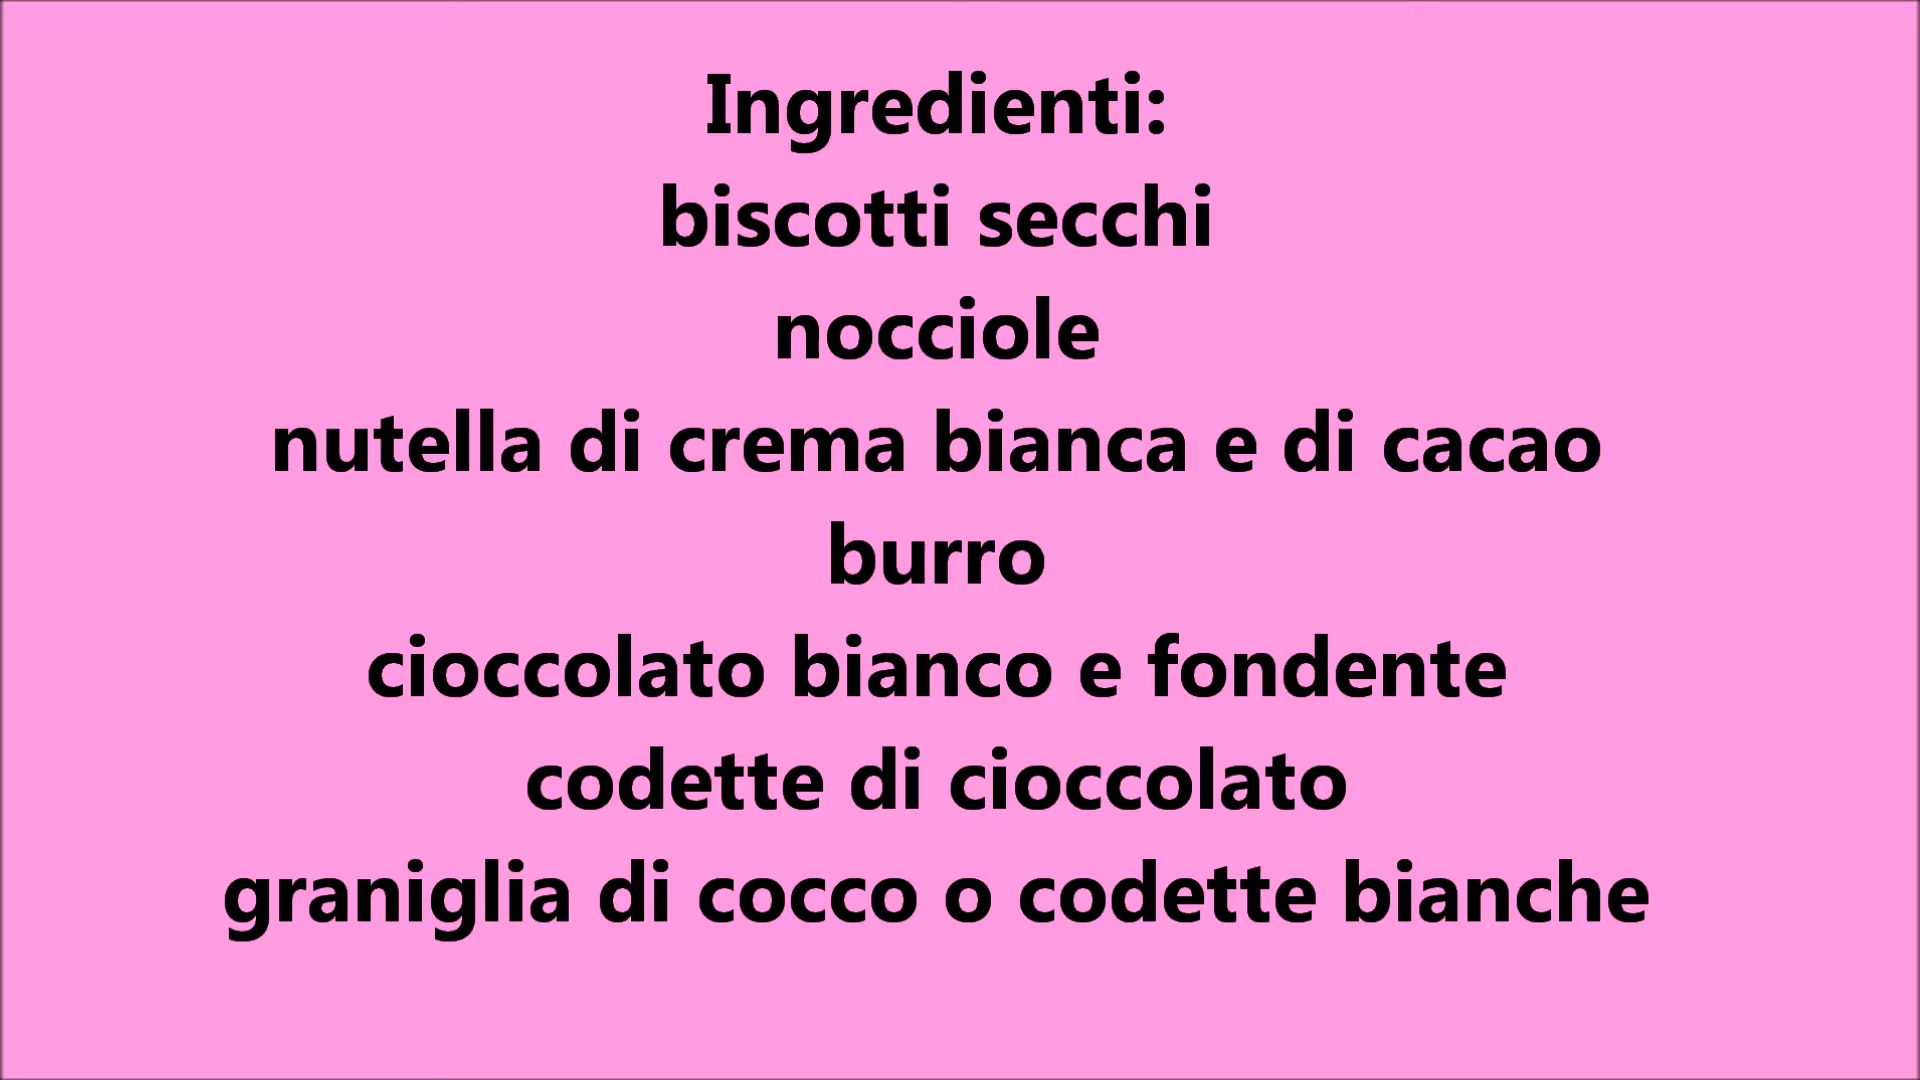 Ingredienti:
biscotti secchi
nocciole
nutella di crema bianca e di cacao
burro
cioccolato bianco e fondente
codette di cioccolato
graniglia di cocco o codette bianche